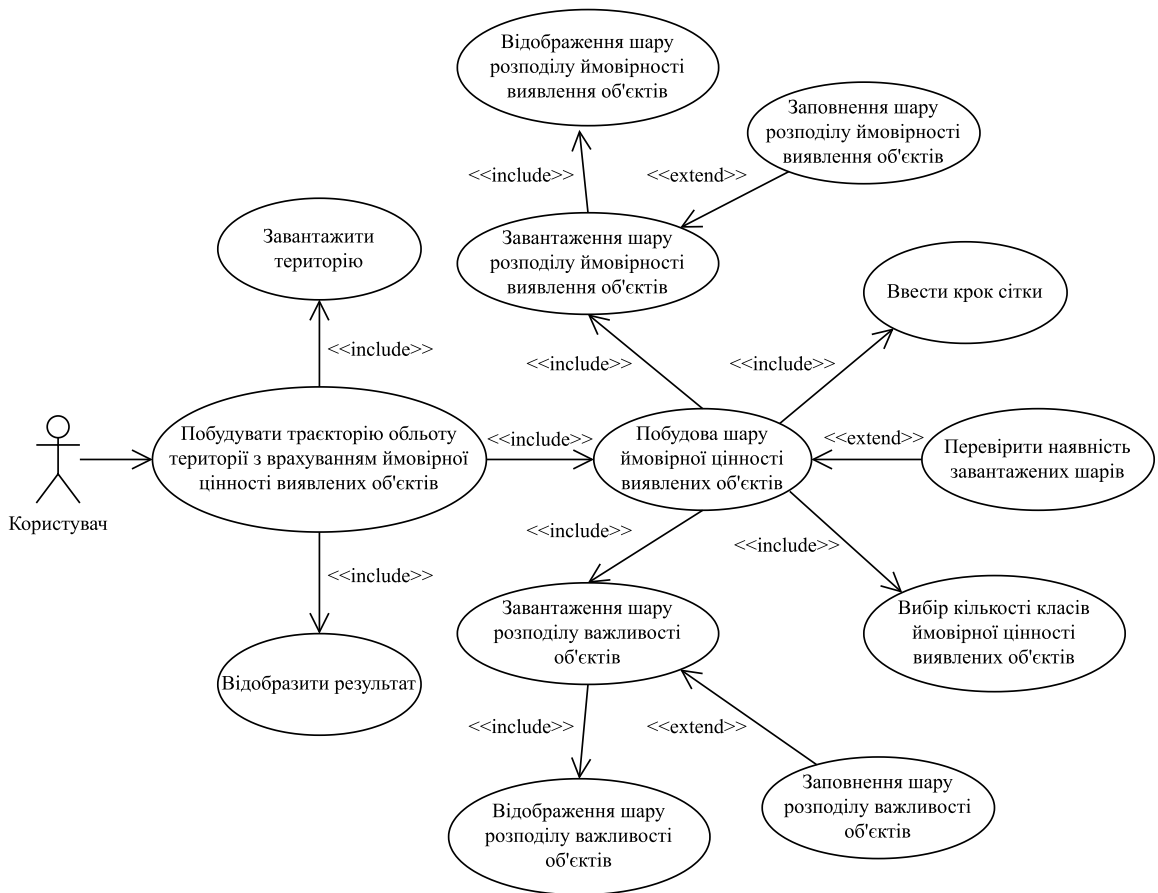 Відображення шару
розподілу ймовірності
виявлення об'єктів
Заповнення шару
розподілу ймовірності
виявлення об'єктів
<<include>>
<<extend>>
Завантажити
територію
Завантаження шару
розподілу ймовірності
виявлення об'єктів
Ввести крок сітки
<<include>>
<<include>>
<<include>>
Побудувати траєкторію обльоту
території з врахуванням ймовірної
цінності виявлених об'єктів
<<include>>
Побудова шару
ймовірної цінності
виявлених об'єктів
<<extend>>
Перевірити наявність
завантажених шарів
Користувач
<<include>>
<<include>>
<<include>>
Завантаження шару
розподілу важливості
об'єктів
Вибір кількості класів
ймовірної цінності
виявлених об'єктів
Відобразити результат
<<include>>
<<extend>>
Відображення шару
розподілу важливості
об'єктів
Заповнення шару
розподілу важливості
об'єктів